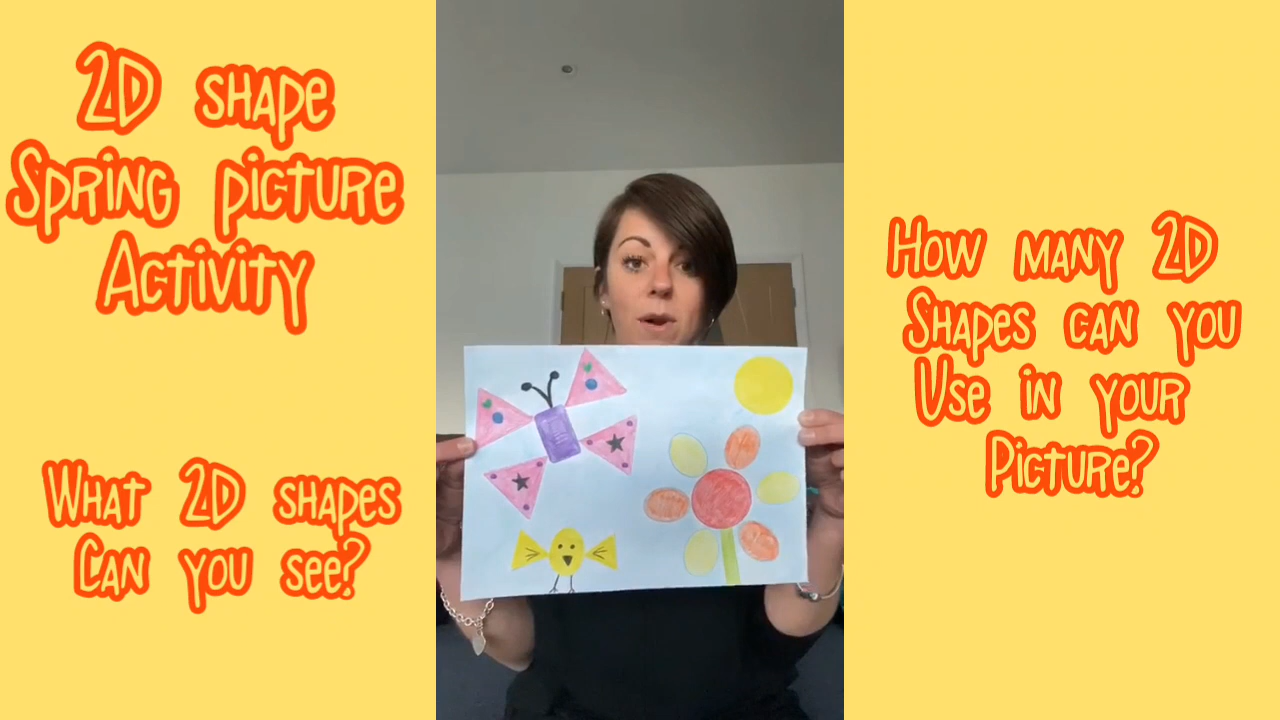 2D shape
Spring picture
Activity
What 2D shapes
Can you see?
How many 2D
Shapes can you
Use in your
Picture?